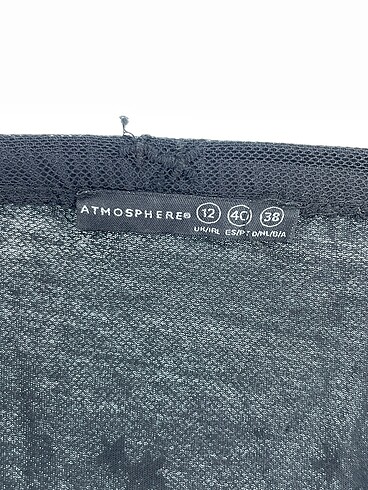 ATMOSPHERE® 12 40 38
UK/IRL ES/PT D/NL/B/A